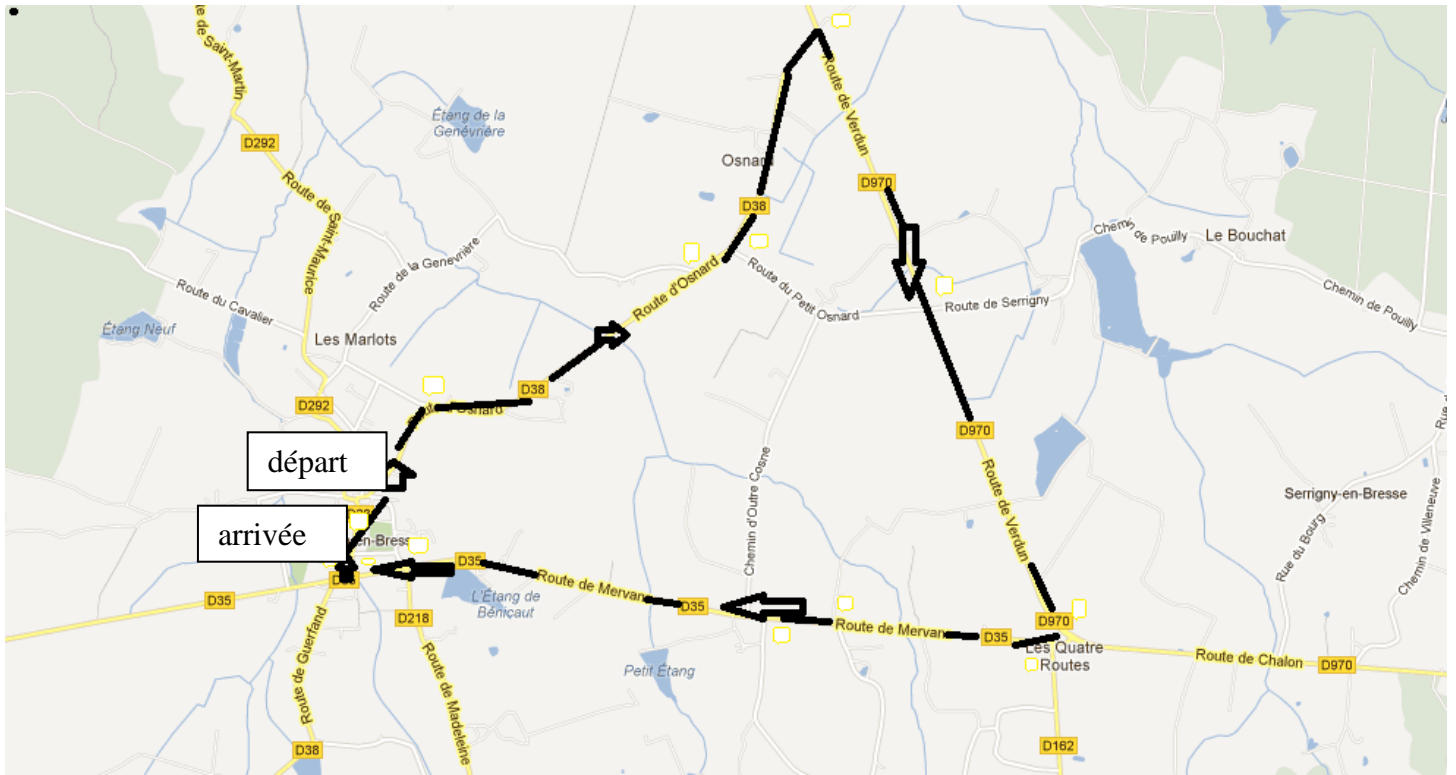 e de Saint-Martin
Étang de la
Genévrière
D292
Route de Verdun
Osnard
D970
D38
Route de Saint-Maurice
Route de la Genevrière
Chemin
de Pouilly
Le Bouchat
Route d'Osnard
Route du Petit Osnard
Route de Serrigny
Chemin de Pouilly
Route du Cavalier
Étang Neuf
Les Marlots
D38
D292
D970
départ
Chemin d'Outre Cosne
Route de Verdun
Serrigny-en-Bresse
Rue du Bourg
Chemin de Villeneuve
arrivée
en-Bress
D35
Route de Mervan
D35
L'Étang de
Bénicaut
D35
D218
Route de Mervan
D35
D970
Les Quatre
Routes
Route de Chalon
D970
Petit Étang
Route de Guerfand
Route de Madeleine
D38
D162